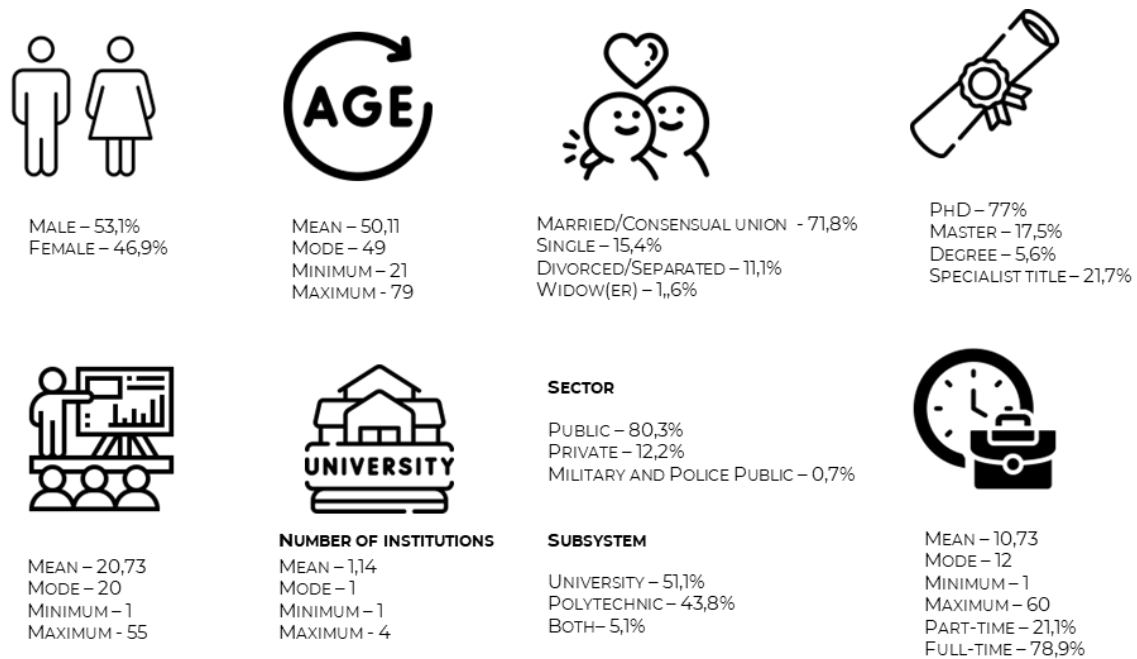 AGE
MALE – 53,1%
FEMALE – 46,9%
MEAN – 50,11
MODE – 49
MINIMUM – 21
MAXIMUM - 79
MARRIED/CONSENSUAL UNION - 71,8%
SINGLE – 15,4%
DIVORCED/SEPARATED – 11,1%
WIDOW(ER) – 1,,6%
PHD – 77%
MASTER – 17,5%
DEGREE – 5,6%
SPECIALIST TITLE – 21,7%
MEAN – 20,73
MODE – 20
MINIMUM – 1
MAXIMUM - 55
UNIVERSITY
NUMBER OF INSTITUTIONS
MEAN – 1,14
MODE – 1
MINIMUM – 1
MAXIMUM - 4
SECTOR
PUBLIC – 80,3%
PRIVATE – 12,2%
MILITARY AND POLICE PUBLIC – 0,7%
SUBSYSTEM
UNIVERSITY – 51,1%
POLYTECHNIC – 43,8%
BOTH– 5,1%
MEAN – 10,73
MODE – 12
MINIMUM – 1
MAXIMUM – 60
PART-TIME – 21,1%
FULL-TIME – 78,9%